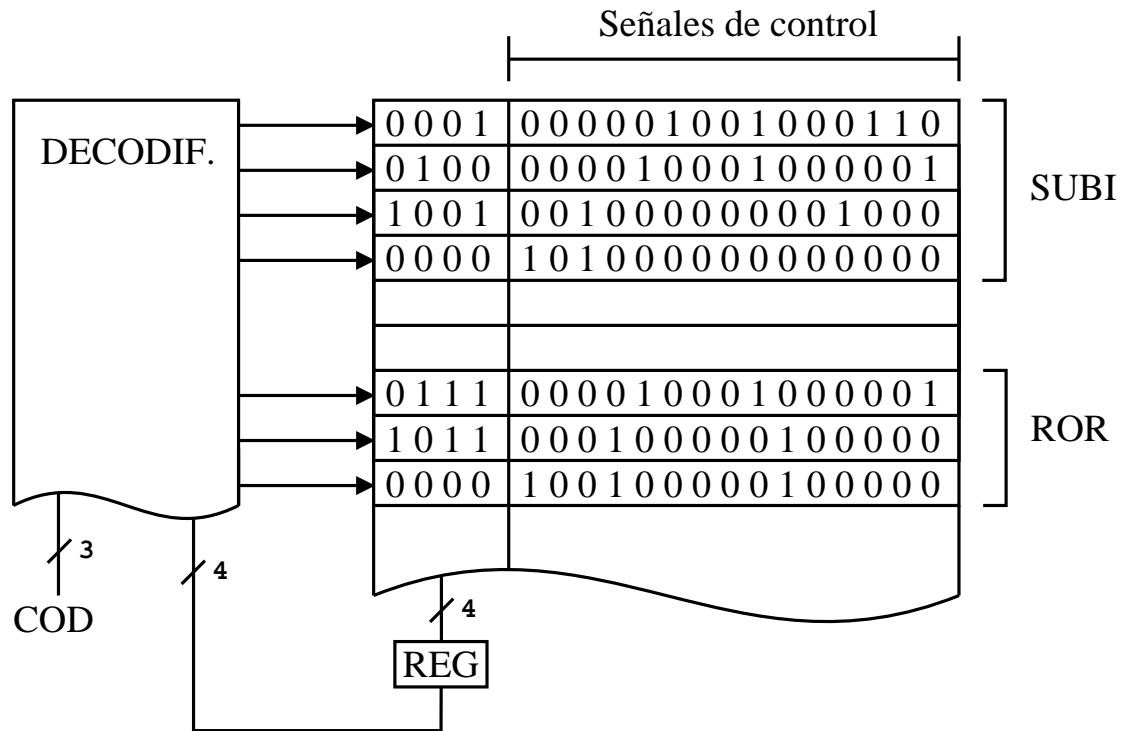 Señales de control
DECODIF.
0 0 0 1 0 0 0 0 0 1 0 0 1 0 0 0 1 1 0
0 1 0 0 0 0 0 0 1 0 0 0 1 0 0 0 0 0 1
1 0 0 1 0 0 1 0 0 0 0 0 0 0 0 1 0 0 0
0 0 0 0 1 0 1 0 0 0 0 0 0 0 0 0 0 0 0
SUBI
0 1 1 1 0 0 0 0 1 0 0 0 1 0 0 0 0 0 1
1 0 1 1 0 0 0 1 0 0 0 0 0 1 0 0 0 0 0
0 0 0 0 1 0 0 1 0 0 0 0 0 1 0 0 0 0 0
ROR
3
4
4
COD
REG